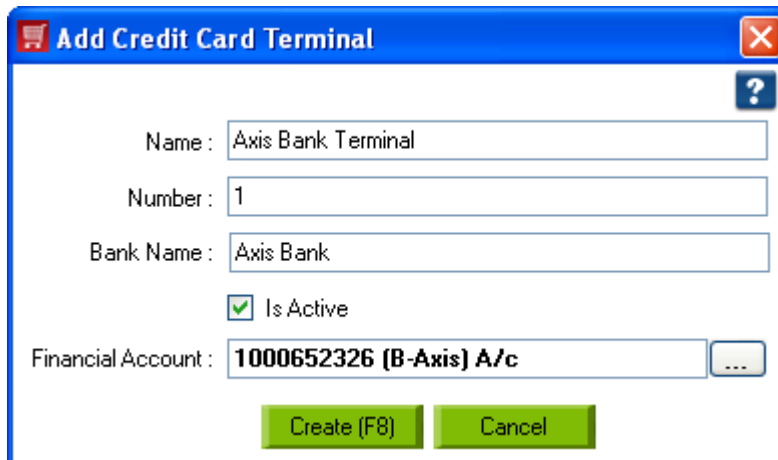 Add Credit Card Terminal
?
Name : Axis Bank Terminal
Number : 1
Bank Name : Axis Bank
Is Active
Financial Account : 1000652326 (B-Axis) A/c ...
Create (F8) Cancel